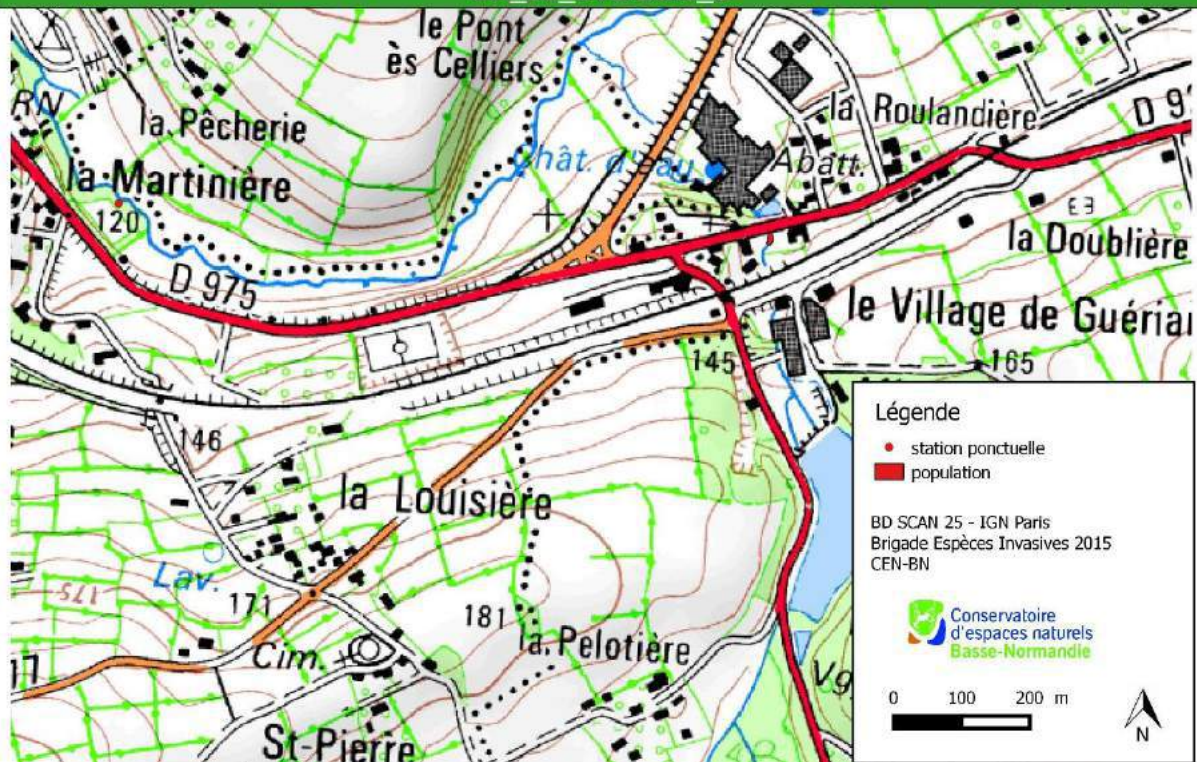 le Pont
ès Celliers
la Pêcherie
la Roulandière
RN
la Martinière
Chât. d'eau
Abatt.
120
E3
la Doublière
D 975
le Village de
145
165
146
la Louisière
Lav.
175
171
181
la Pelotière
Cim.
St-Pierre
Légende
station ponctuelle
population
BD SCAN 25 - IGN Paris
Brigade Espèces Invasives 2015
CEN-BN
Conservatoire
d'espaces naturels
Basse-Normandie
0 100 200 m
N